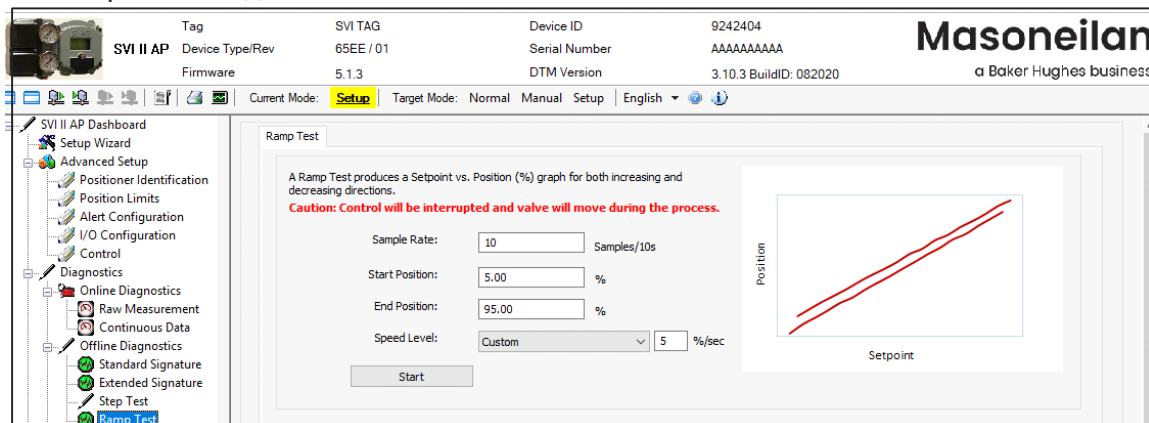 Tag SVI TAG Device ID 9242404
SVI II AP Device Type/Rev 65EE / 01 Serial Number AAAAAAAAAA
Firmware 5.1.3 DTM Version 3.10.3 BuildID: 082020
Masoneilan
a Baker Hughes business
Current Mode: Setup Target Mode: Normal Manual Setup English
SVI II AP Dashboard
Setup Wizard
Advanced Setup
Positioner Identification
Position Limits
Alert Configuration
I/O Configuration
Control
Diagnostics
Online Diagnostics
Raw Measurement
Continuous Data
Offline Diagnostics
Standard Signature
Extended Signature
Step Test
Ramp Test
Ramp Test
A Ramp Test produces a Setpoint vs. Position (%) graph for both increasing and
decreasing directions.
Caution: Control will be interrupted and valve will move during the process.
Sample Rate: 10 Samples/10s
Start Position: 5.00 %
End Position: 95.00 %
Speed Level: Custom 5 %/sec
Start
Position
Setpoint